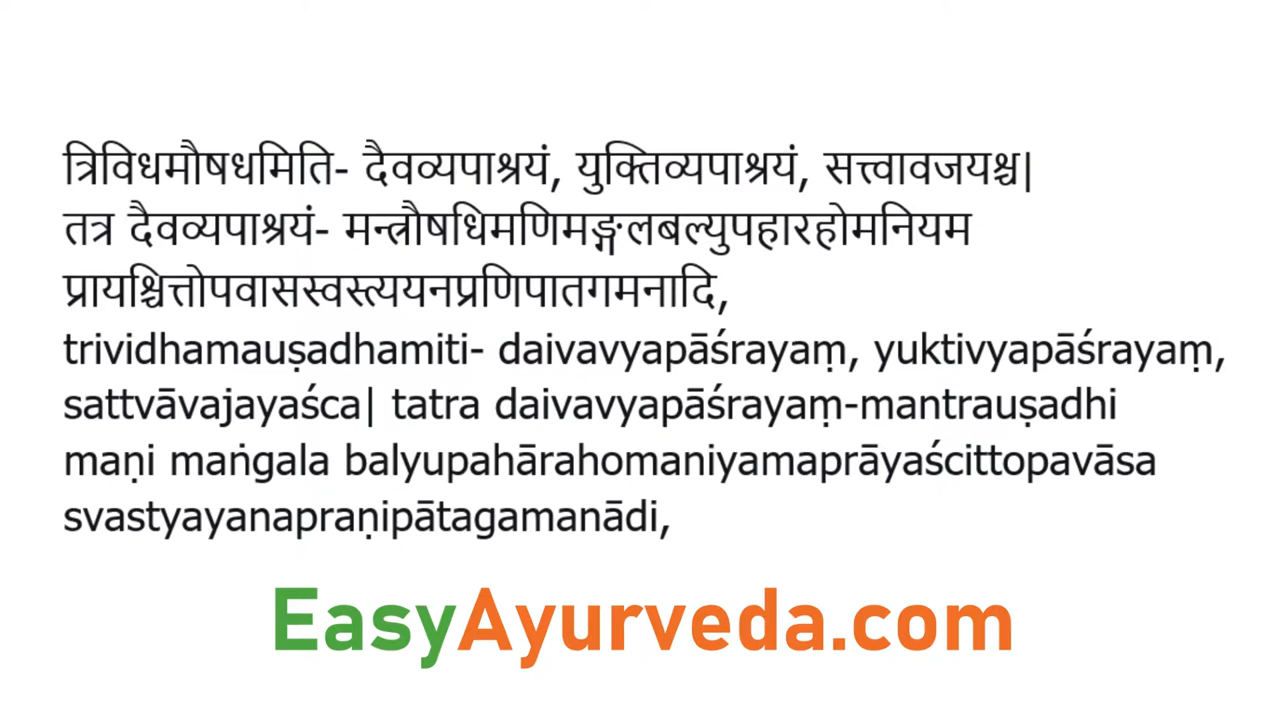 त्रिविधमौषधमिति- दैवव्यपाश्रयं, युक्तिव्यपाश्रयं, सत्त्वावजयश्च|
तत्र दैवव्यपाश्रयं- मन्त्रौषधिमणिमङ्गलबल्युपहारहोमनियम
प्रायश्चित्तोपवासस्वस्त्ययनप्रणिपातगमनादि,
trividhamauṣadhamiti- daivavyapāśrayaṃ, yuktivyapāśrayaṃ,
sattvāvajayaśca| tatra daivavyapāśrayaṃ-mantrauṣadhi
maṇi maṅgala balyupahārahomaniyamaprāyaścittopavāsa
svastyayanapraṇipātagamanādi,
EasyAyurveda.com